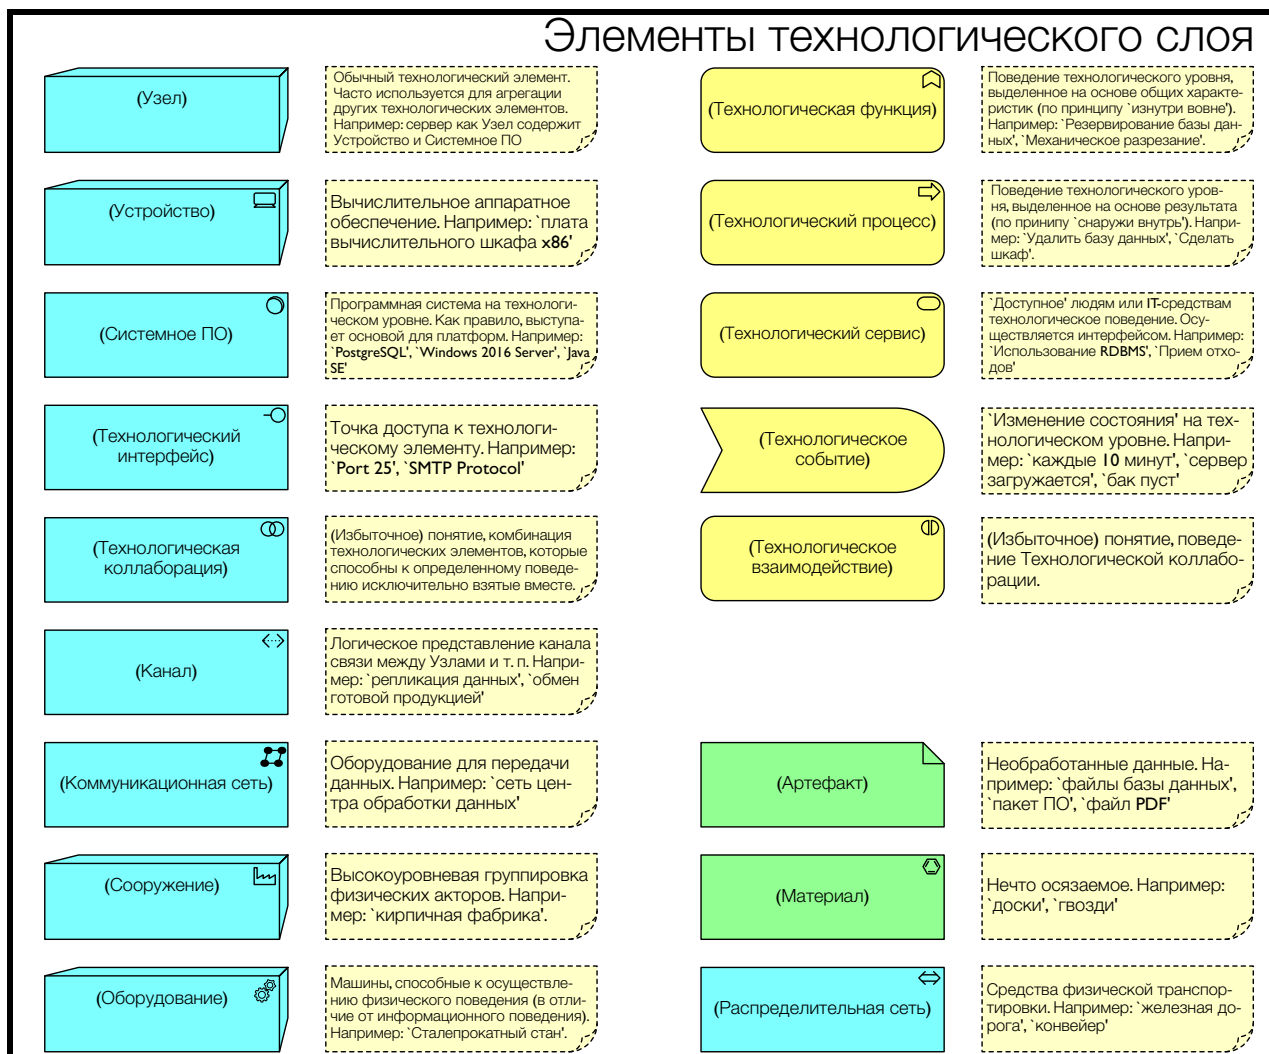 Элементы технологического слоя
(Узел)
Обычный технологический элемент.
Часто используется для агрегации
других технологических элементов.
Например: сервер как Узел содержит
Устройство и Системное ПО
(Технологическая функция)
Поведение технологического уровня,
выделенное на основе общих характе-
ристик (по принципу `изнутри вовне').
Например: `Резервирование базы дан-
ных', `Механическое разрезание'.
(Устройство)
Вычислительное аппаратное
обеспечение. Например: `плата
вычислительного шкафа x86'
(Технологический процесс)
Поведение технологического уров-
ня, выделенное на основе результата
(по принипу `снаружи внутрь'). Напри-
мер: `Удалить базу данных', `Сделать
шкаф'.
(Системное ПО)
Программная система на технологи-
ческом уровне. Как правило, выступа-
ет основой для платформ. Например:
`PostgreSQL', `Windows 2016 Server', `Java
SE'
(Технологический сервис)
`Доступное' людям или IT-средствам
технологическое поведение. Осу-
ществляется интерфейсом. Например:
`Использование RDBMS', `Прием отхо-
дов'
(Технологический
интерфейс)
Точка доступа к технологи-
ческому элементу. Например:
`Port 25', `SMTP Protocol'
(Технологическое
событие)
`Изменение состояния' на тех-
нологическом уровне. Напри-
мер: `каждые 10 минут', `сервер
загружается', `бак пуст'
(Технологическая
коллаборация)
(Избыточное) понятие, комбинация
технологических элементов, которые
способны к определенному поведе-
нию исключительно взятые вместе.
(Технологическое
взаимодействие)
(Избыточное) понятие, поведе-
ние Технологической коллабо-
рации.
(Канал)
Логическое представление канала
связи между Узлами и т. п. Напри-
мер: `репликация данных', `обмен
готовой продукцией'
(Коммуникационная сеть)
Оборудование для передачи
данных. Например: `сеть цен-
тра обработки данных'
(Артефакт)
Необработанные данные. На-
пример: `файлы базы данных',
`пакет ПО', `файл PDF'
(Сооружение)
Высокоуровневая группировка
физических акторов. Напри-
мер: `кирпичная фабрика'.
(Материал)
Нечто осязаемое. Например:
`доски', `гвозди'
(Оборудование)
Машины, способные к осуществле-
нию физического поведения (в отли-
чие от информационного поведения).
Например: `Сталепрокатный стан'.
(Распределительная сеть)
Средства физической транспор-
тировки. Например: `железная до-
рога', `конвейер'